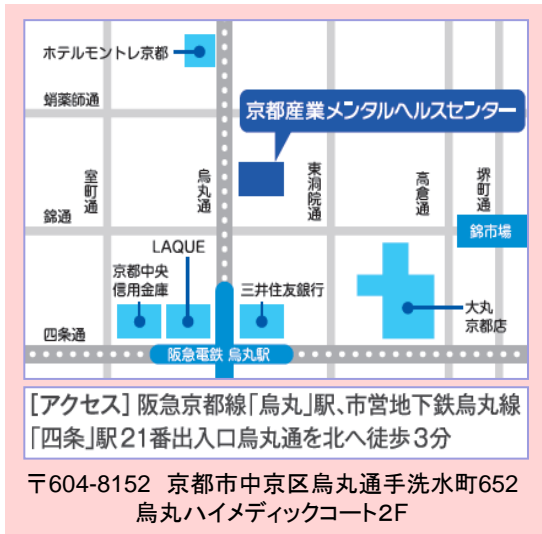 ホテルモントレ京都
蛸薬師通
京都産業メンタルヘルスセンター
室町通
烏丸通
東洞院通
高倉通
堺町通
錦通
錦市場
LAQUE
京都中央
信用金庫
三井住友銀行
大丸
京都店
四条通
阪急電鉄 烏丸駅
[アクセス] 阪急京都線「烏丸」駅、市営地下鉄烏丸線
「四条」駅21番出入口烏丸通を北へ徒歩3分
〒604-8152 京都市中京区烏丸通手洗水町652
烏丸ハイメディックコート2F